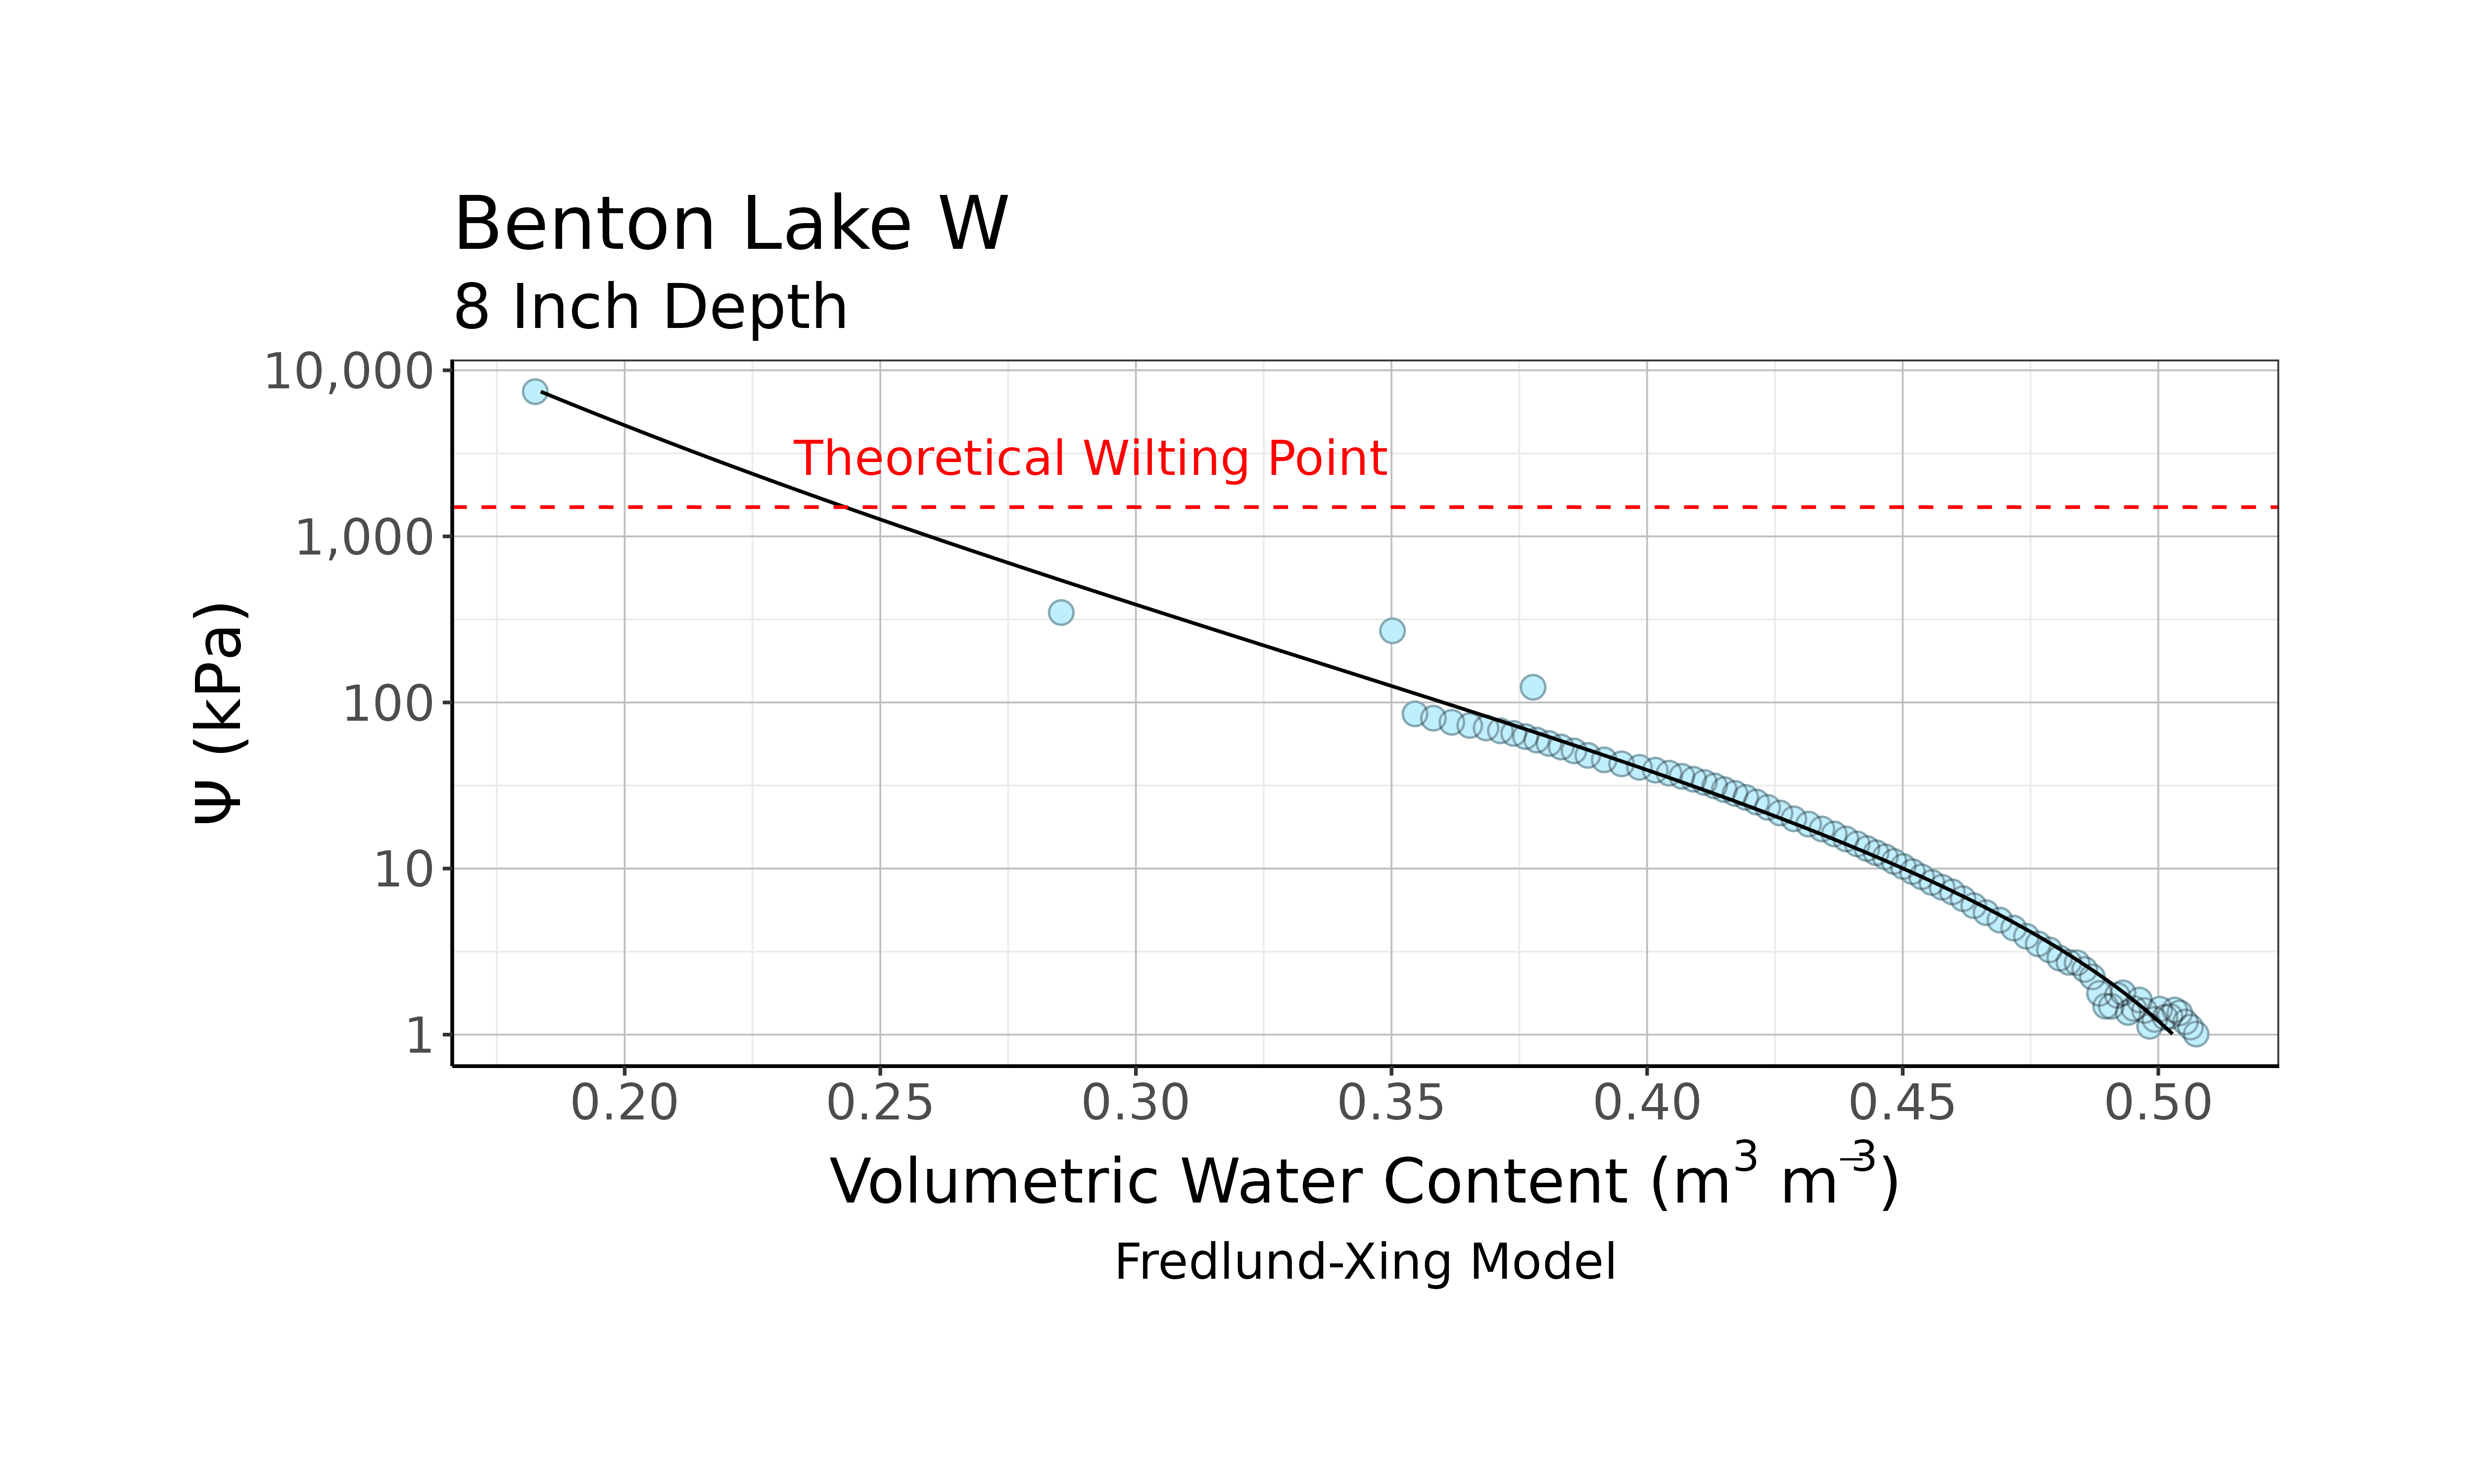 Benton Lake W
8 Inch Depth
10,000
1,000
100
10
1
Ψ (kPa)
Theoretical Wilting Point
0.20 0.25 0.30 0.35 0.40 0.45 0.50
Volumetric Water Content (m³ m⁻³)
Fredlund-Xing Model